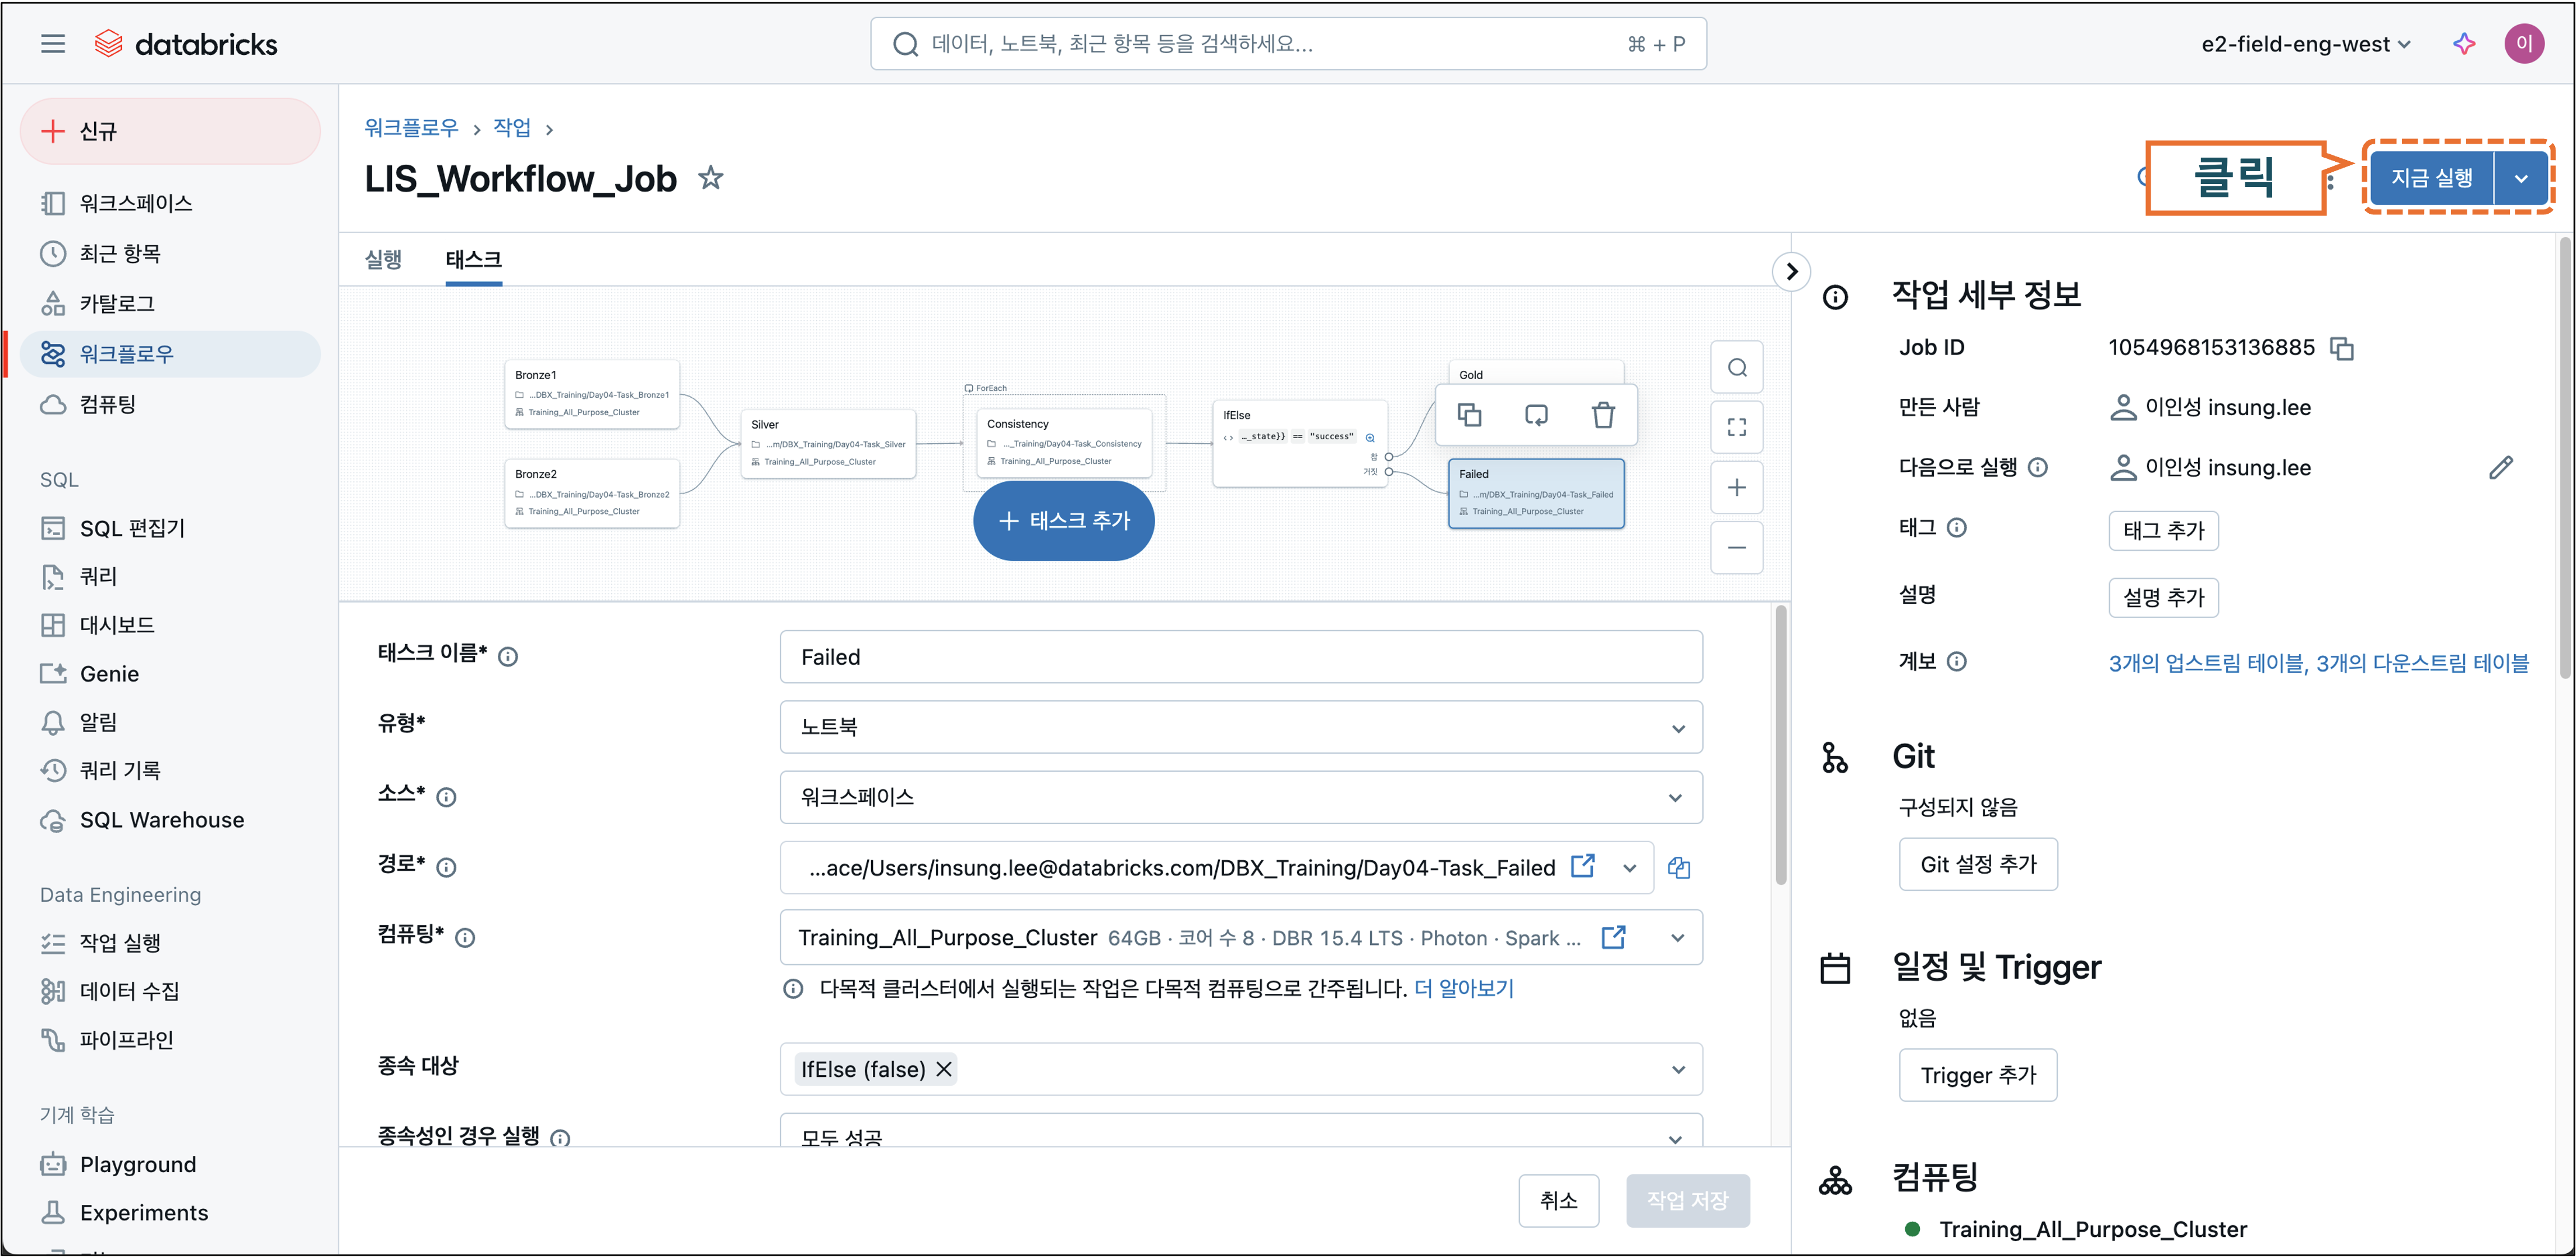 databricks
데이터, 노트북, 최근 항목 등을 검색하세요...
⌘ + P
e2-field-eng-west
이
신규
워크스페이스
최근 항목
카탈로그
워크플로우
컴퓨팅
SQL
SQL 편집기
쿼리
대시보드
Genie
알림
쿼리 기록
SQL Warehouse
Data Engineering
작업 실행
데이터 수집
파이프라인
기계 학습
Playground
Experiments
워크플로우 › 작업 ›
LIS_Workflow_Job
클릭
지금 실행
실행
태스크
Bronze1
...DBX_Training/Day04-Task_Bronze1
Training_All_Purpose_Cluster
Bronze2
...DBX_Training/Day04-Task_Bronze2
Training_All_Purpose_Cluster
Silver
...m/DBX_Training/Day04-Task_Silver
Training_All_Purpose_Cluster
ForEach
Consistency
..._Training/Day04-Task_Consistency
Training_All_Purpose_Cluster
IfElse
..._state}} == "success"
참
거짓
Gold
Failed
...m/DBX_Training/Day04-Task_Failed
Training_All_Purpose_Cluster
태스크 추가
태스크 이름*
Failed
유형*
노트북
소스*
워크스페이스
경로*
...ace/Users/insung.lee@databricks.com/DBX_Training/Day04-Task_Failed
컴퓨팅*
Training_All_Purpose_Cluster 64GB · 코어 수 8 · DBR 15.4 LTS · Photon · Spark ...
다목적 클러스터에서 실행되는 작업은 다목적 컴퓨팅으로 간주됩니다. 더 알아보기
종속 대상
IfElse (false)
종속성인 경우 실행
모두 성공
취소
작업 저장
작업 세부 정보
Job ID
1054968153136885
만든 사람
이인성 insung.lee
다음으로 실행
이인성 insung.lee
태그
태그 추가
설명
설명 추가
계보
3개의 업스트림 테이블, 3개의 다운스트림 테이블
Git
구성되지 않음
Git 설정 추가
일정 및 Trigger
없음
Trigger 추가
컴퓨팅
Training_All_Purpose_Cluster